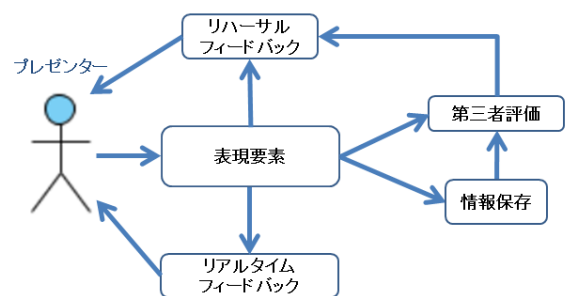 リハーサル
フィードバック
プレゼンター
第三者評価
表現要素
情報保存
リアルタイム
フィードバック